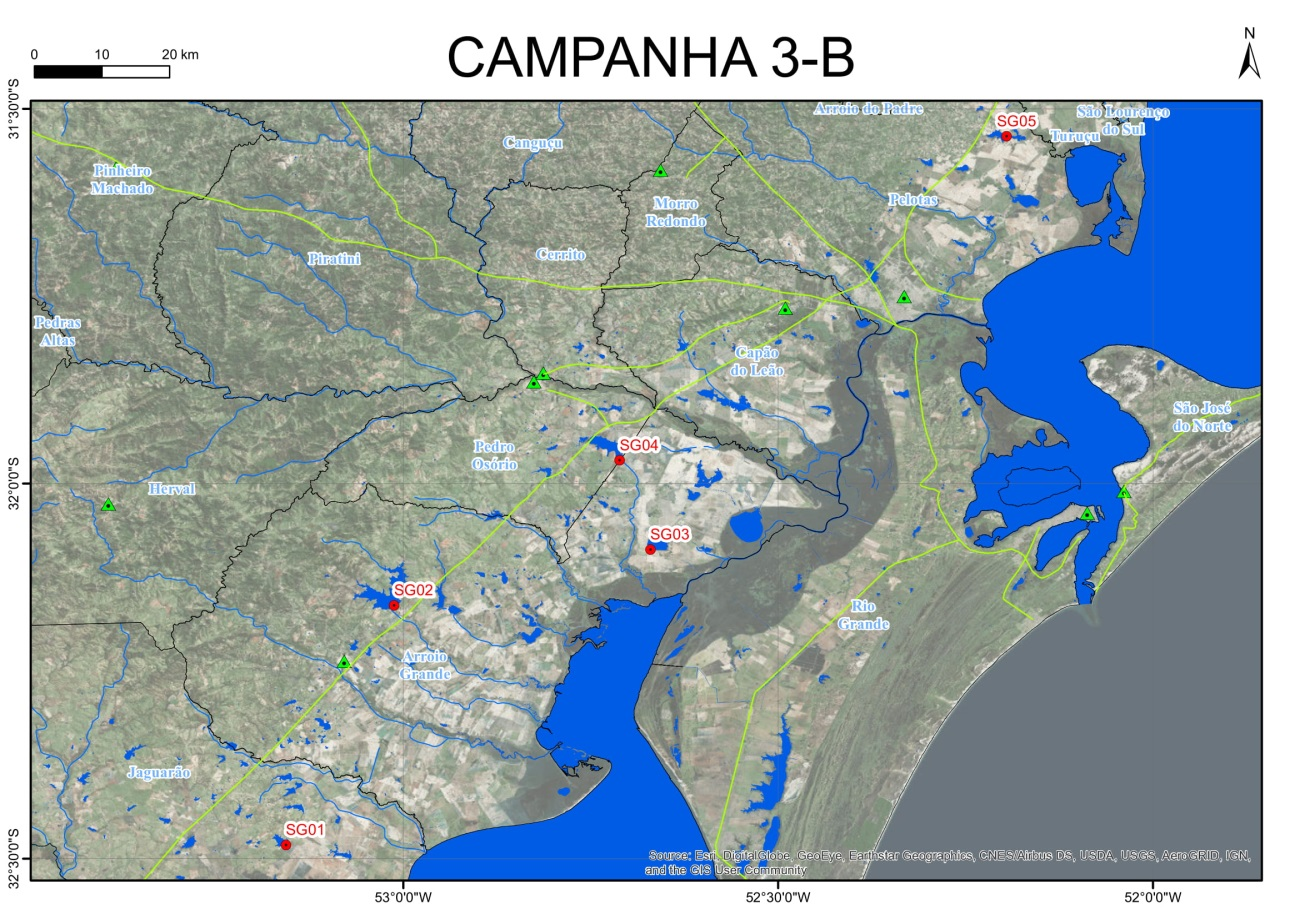 CAMPANHA 3-B
0 10 20 km
N
31°30'0"S
32°0'0"S
32°30'0"S
Arroio do Padre
São Lourenço
do Sul
SG05
Turuçu
Canguçu
Pinheiro
Machado
Pelotas
Morro
Redondo
Cerrito
Piratini
Pedras
Altas
Capão
do Leão
São José
do Norte
SG04
Pedro
Osório
Herval
SG03
SG02
Rio
Grande
Arroio
Grande
Jaguarão
SG01
Source: Esri, DigitalGlobe, GeoEye, Earthstar Geographics, CNES/Airbus DS, USDA, USGS, AeroGRID, IGN,
and the GIS User Community
53°0'0"W
52°30'0"W
52°0'0"W